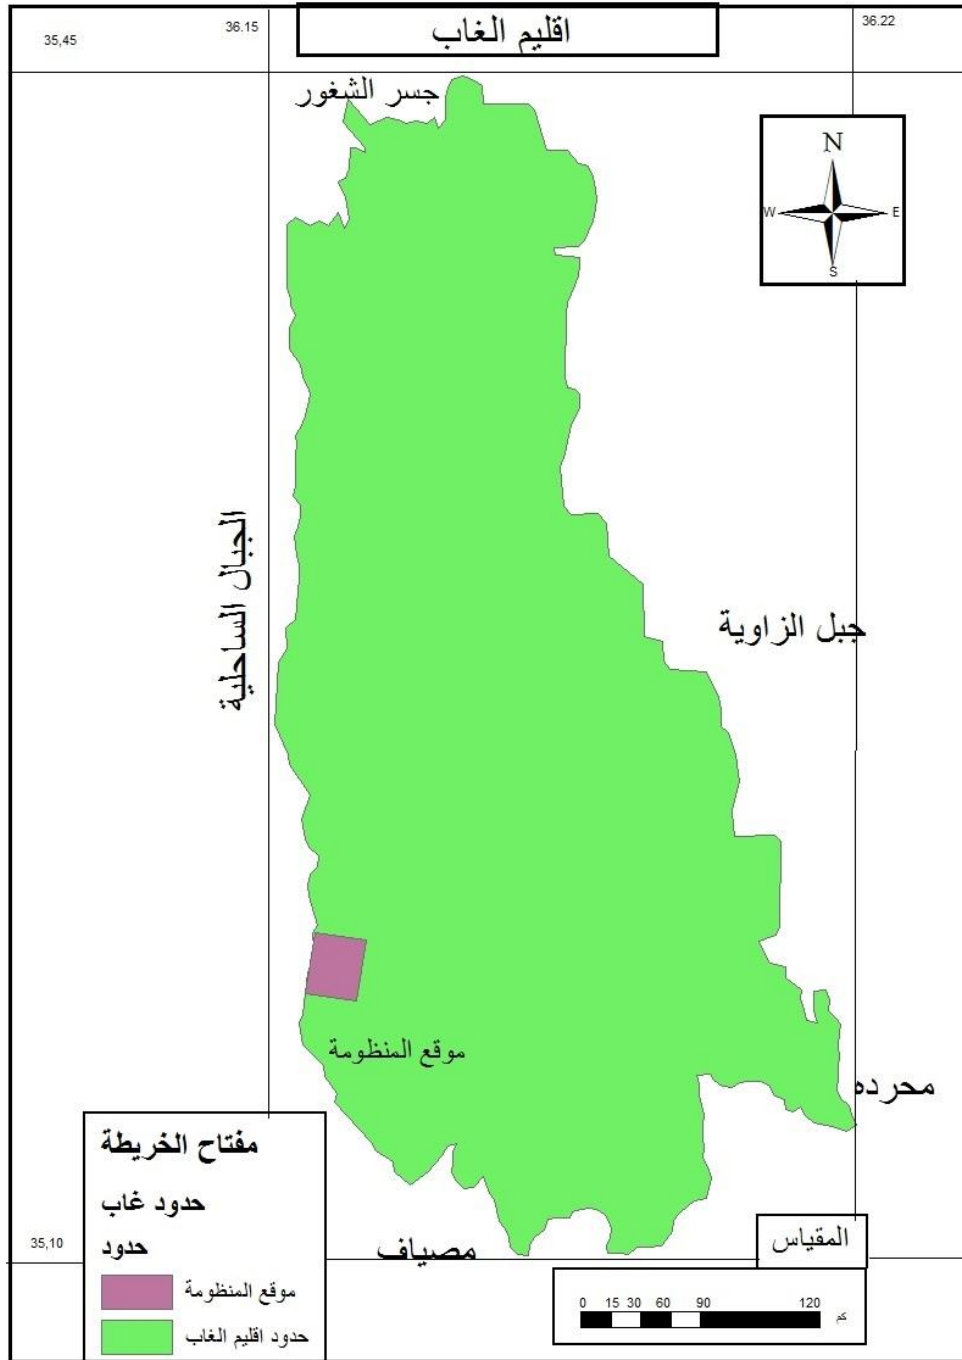 اقليم الغاب
36.15
36.22
35,45
جسر الشغور
N
W
E
S
الجبال الساحلية
جبل الزاوية
موقع المنظومة
محرده
مفتاح الخريطة
حدود غاب
حدود
موقع المنظومة
حدود اقليم الغاب
35,10
مصياف
المقياس
0 15 30 60 90 120
كم